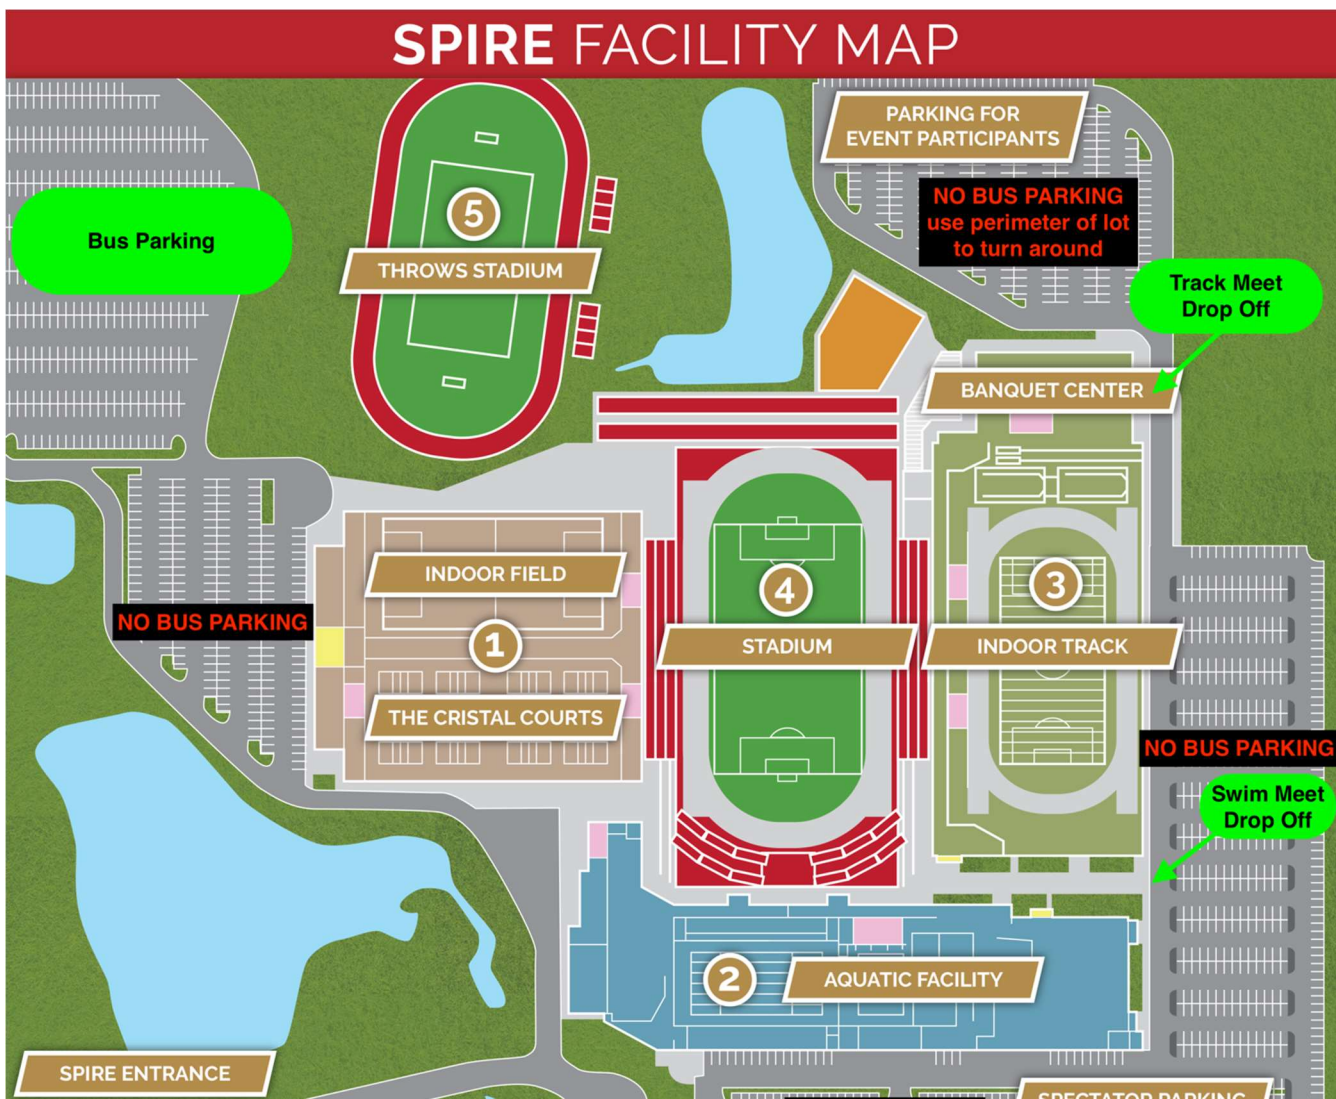 SPIRE FACILITY MAP
PARKING FOR
EVENT PARTICIPANTS
NO BUS PARKING
use perimeter of lot
to turn around
Bus Parking
5
THROWS STADIUM
Track Meet
Drop Off
BANQUET CENTER
INDOOR FIELD
4
3
NO BUS PARKING
1
STADIUM
INDOOR TRACK
THE CRISTAL COURTS
NO BUS PARKING
Swim Meet
Drop Off
2
AQUATIC FACILITY
SPIRE ENTRANCE
SPECTATOR PARKING